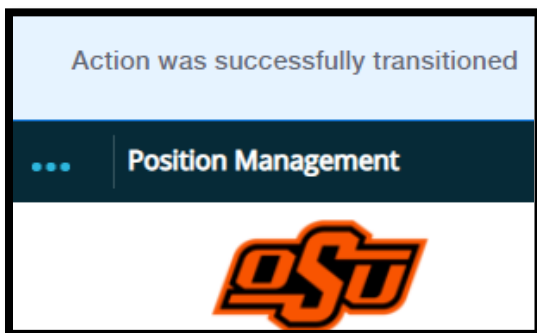 Action was successfully transitioned
Position Management
OSU